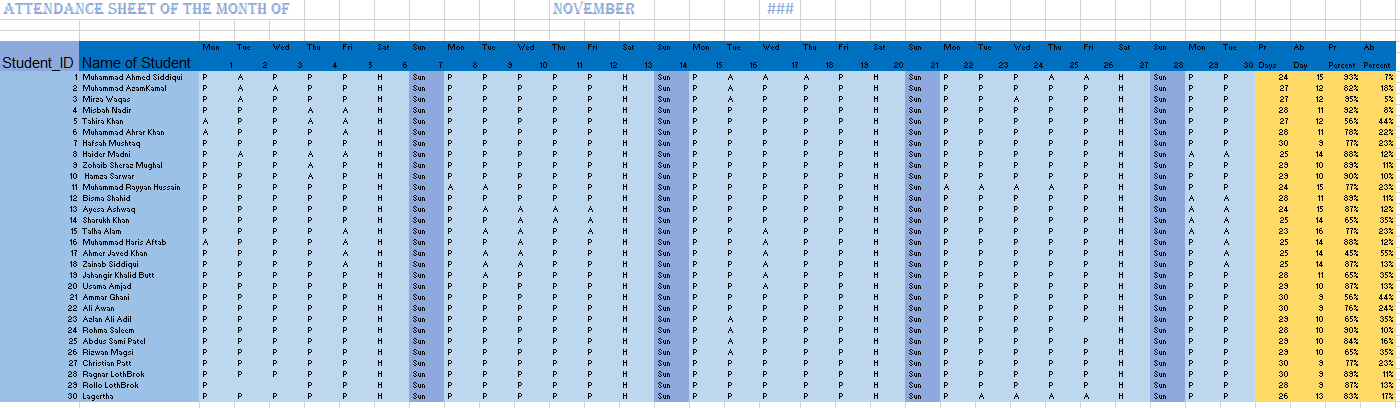 ATTENDANCE SHEET OF THE MONTH OF NOVEMBER ###
Mon Tue Wed Thu Fri Sat Sun Mon Tue Wed Thu Fri Sat Sun Mon Tue Wed Thu Fri Sat Sun Mon Tue Wed Thu Fri Sat Sun Mon Tue Pr Ab Pr Ab
Student_ID Name of Student 1 2 3 4 5 6 7 8 9 10 11 12 13 14 15 16 17 18 19 20 21 22 23 24 25 26 27 28 29 30 Days Day Percent Percent
1 Muhammad Ahmed Siddiqui P A P P P H Sun P P P P P H Sun P A A A P H Sun P P P A A H Sun P P 24 15 93% 7%
2 Muhammad AzamKamal P A A P P H Sun P P P P P H Sun P A P P P H Sun P P P P P H Sun P P 27 12 82% 18%
3 Mirza Waqas P A P P P H Sun P P P P P H Sun P A P P P H Sun P P A P P H Sun P P 27 12 95% 5%
4 Misbah Nadir P P P A A H Sun P P P P P H Sun P P P P P H Sun P P P P P H Sun P P 28 11 92% 8%
5 Tahira Khan A P P A A H Sun P P P P P H Sun P P P P P H Sun P P P P P H Sun P P 27 12 56% 44%
6 Muhammad Ahrar Khan A P P P A H Sun P P P P P H Sun P P P P P H Sun P P P P P H Sun P P 28 11 78% 22%
7 Hafsah Mushtaq P P P P P H Sun P P P P P H Sun P P P P P H Sun P P P P P H Sun P P 30 9 77% 23%
8 Haider Madni P A P A A H Sun P P P P P H Sun P P P P P H Sun P P P P P H Sun A A 25 14 88% 12%
9 Zohaib Sheraz Mughal P P P A P H Sun P P P P P H Sun P P P P P H Sun P P P P P H Sun P P 29 10 89% 11%
10 Hamza Sarwar P P P A P H Sun P P P P P H Sun P P P P P H Sun P P P P P H Sun P P 29 10 90% 10%
11 Muhammad Rayyan Hussain P P P P P H Sun A A P P P H Sun P P P P P H Sun A A A A P H Sun P P 24 15 77% 23%
12 Bisma Shahid P P P P P H Sun P P P P P H Sun P P P P P H Sun P P P P P H Sun A A 28 11 89% 11%
13 Ayesa Ashwaq P P P P P H Sun P A A A A H Sun P P P P P H Sun P P P P P H Sun A A 24 15 87% 12%
14 Sharukh Khan P P P P P H Sun P P A A A H Sun P P P P P H Sun P P P P P H Sun A A 25 14 65% 35%
15 Talha Alam P P P P A H Sun P A A P A H Sun P P A P P H Sun P P P P P H Sun A A 23 16 77% 23%
16 Muhammad Haris Aftab A P P P A H Sun P P A P P H Sun P P A P P H Sun P P P P P H Sun P A 25 14 88% 12%
17 Ahmer Javed Khan P P P P A H Sun P A A P P H Sun P P A P P H Sun P P P P P H Sun P A 25 14 45% 55%
18 Zainab Siddiqui P P P P A H Sun P A A P P H Sun P P A P P H Sun P P P P P H Sun P A 25 14 87% 13%
19 Jahangir Khalid Butt P P P P P H Sun P A A P P H Sun P P A P P H Sun P P P P P H Sun P P 28 11 65% 35%
20 Usama Amjad P P P P P H Sun P P P P P H Sun P P A P P H Sun P P P P P H Sun P P 29 10 87% 13%
21 Ammar Ghani P P P P P H Sun P P P P P H Sun P P P P P H Sun P P P P P H Sun P P 30 9 56% 44%
22 Ali Awan P P P P P H Sun P P P P P H Sun P P P P P H Sun P P P P P H Sun P P 30 9 76% 24%
23 Azlan Ali Adil P P P P P H Sun P P P P P H Sun P A P P P H Sun P P P P P H Sun P P 29 10 65% 35%
24 Rohma Saleem P P P P P H Sun P P P P P H Sun P A P P P H Sun P P P P P H Sun P P 28 10 90% 10%
25 Abdus Sami Patel P P P P P H Sun P P P P P H Sun P A P P P H Sun P P P P P H Sun P P 29 10 84% 16%
26 Rizwan Magsi P P P P P H Sun P P P P P H Sun P A P P P H Sun P P P P P H Sun P P 29 10 65% 35%
27 Christian Patt P P P P P H Sun P P P P P H Sun P P P P P H Sun P P P P P H Sun P P 30 9 77% 23%
28 Ragnar LothBrok P P P P P H Sun P P P P P H Sun P P P P P H Sun P P P P P H Sun P P 30 9 89% 11%
29 Rollo LothBrok P P P P H Sun P P P P P H Sun P P P P P H Sun P P P P P H Sun P P 28 9 87% 13%
30 Lagertha P P P P P H Sun P P P P P H Sun P P P P P H Sun P A A A A H Sun P P 26 13 83% 17%